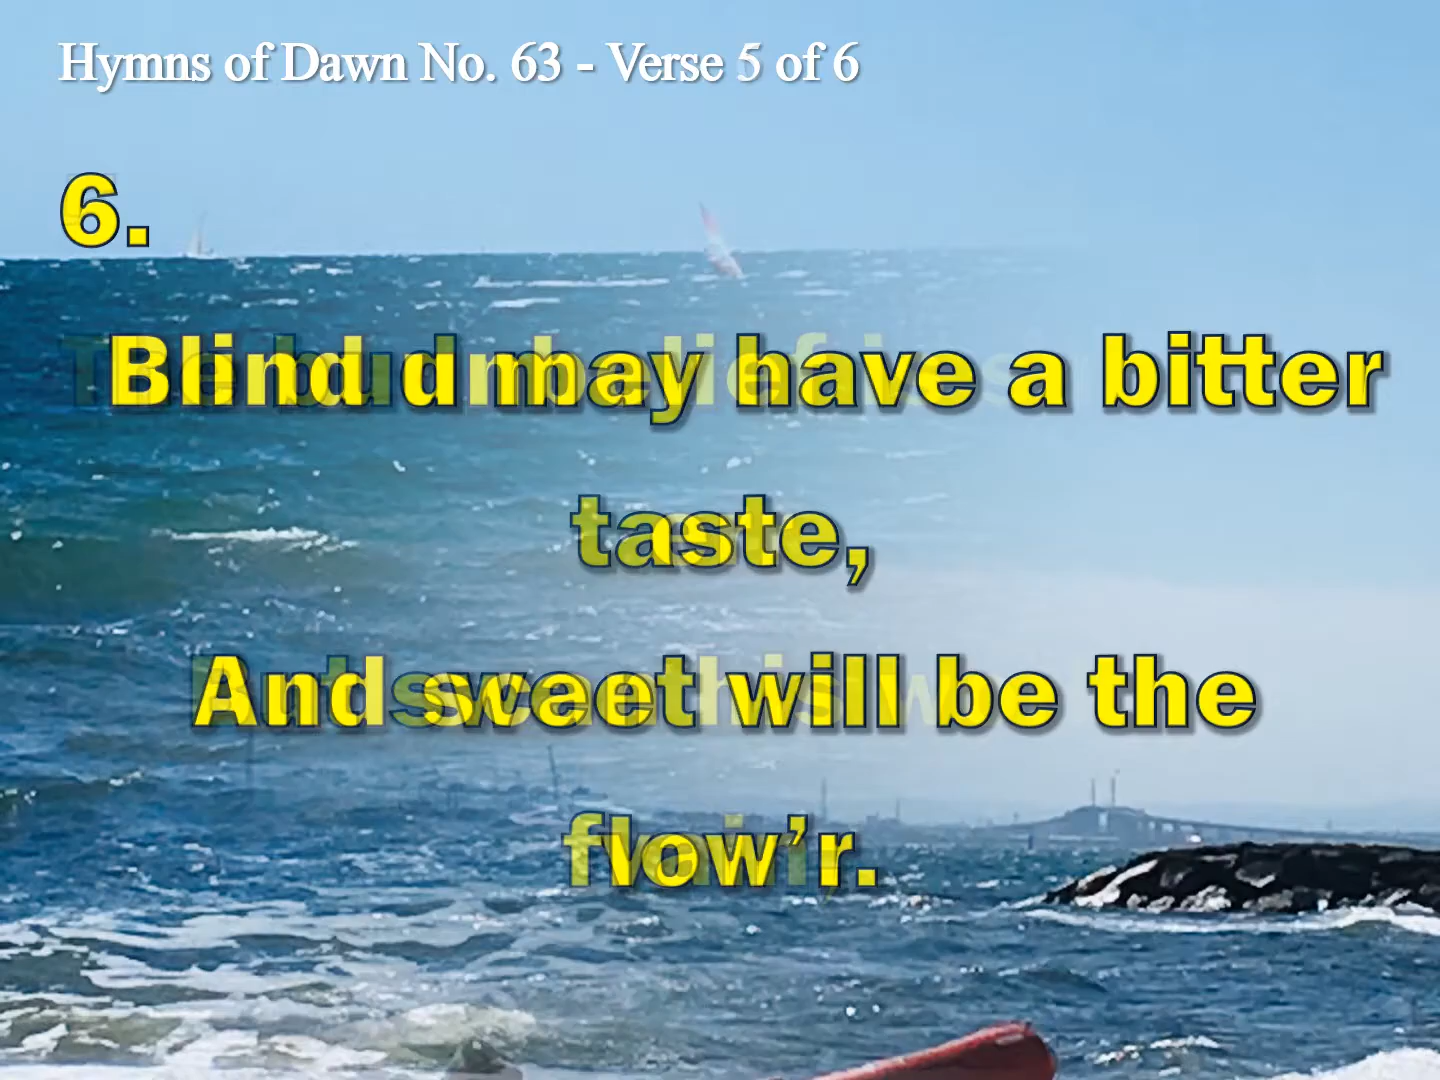 Hymns of Dawn No. 63 - Verse 5 of 6
6.
Blind may have a bitter
taste,
And sweet will be the
flow’r.